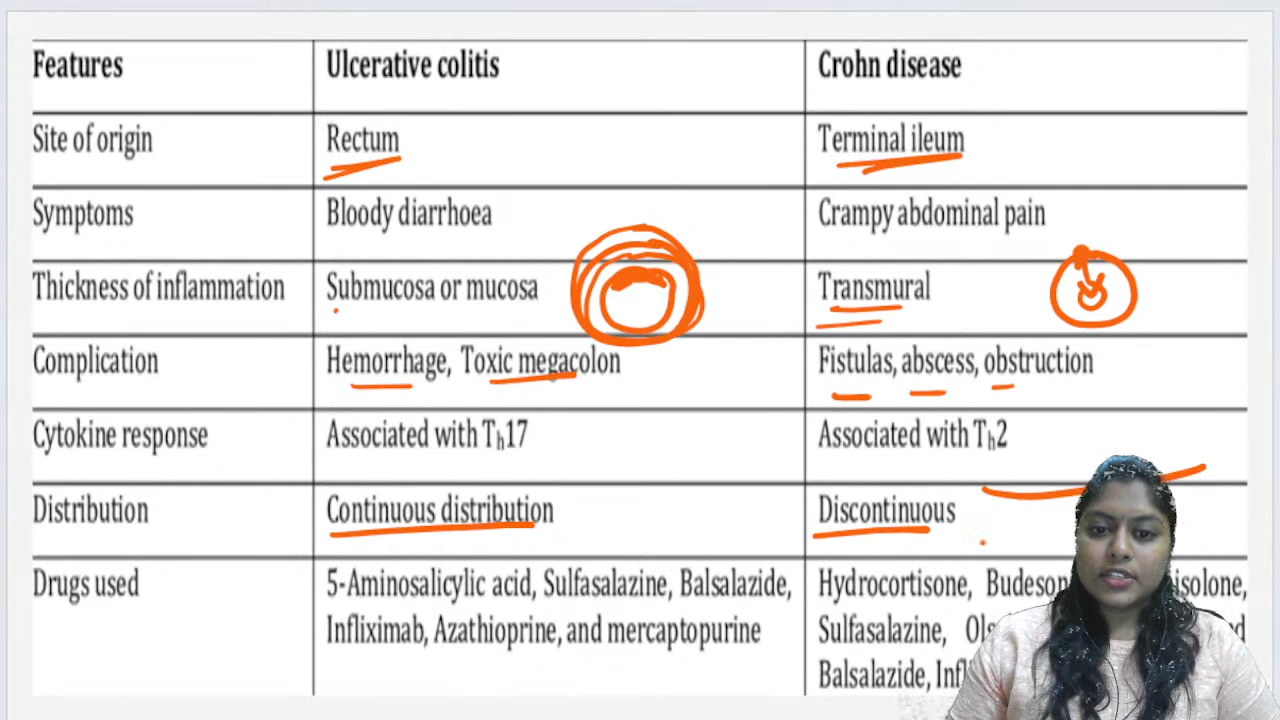 Features Ulcerative colitis Crohn disease
Site of origin Rectum Terminal ileum
Symptoms Bloody diarrhoea Crampy abdominal pain
Thickness of inflammation Submucosa or mucosa Transmural
Complication Hemorrhage, Toxic megacolon Fistulas, abscess, obstruction
Cytokine response Associated with Tₕ17 Associated with Tₕ2
Distribution Continuous distribution Discontinuous
Drugs used 5-Aminosalicylic acid, Sulfasalazine, Balsalazide, Hydrocortisone,
Infliximab, Azathioprine, and mercaptopurine Sulfasalazine,
Balsalazide,